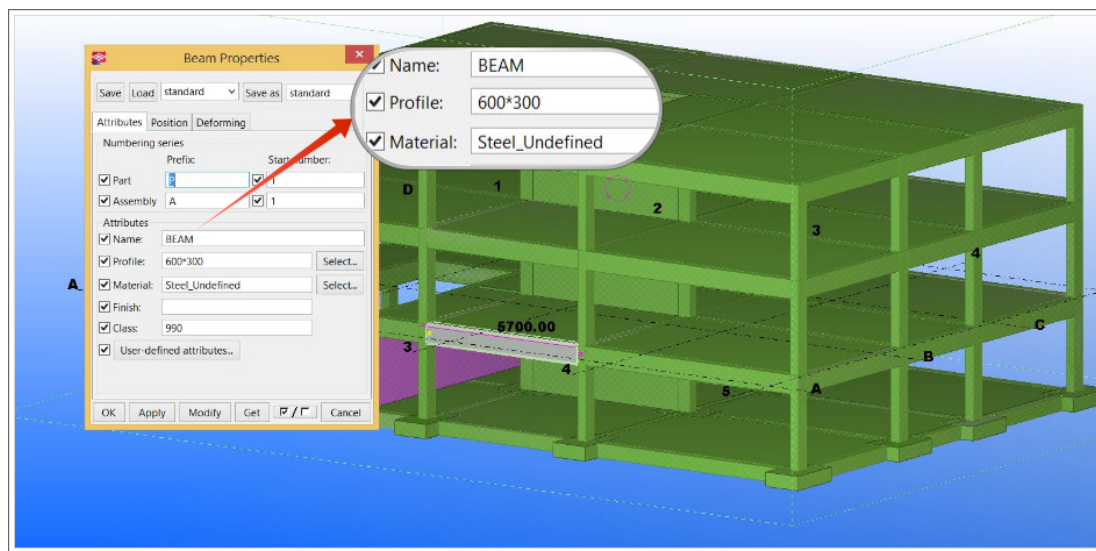 Beam Properties
Save Load standard Save as standard
Attributes Position Deforming
Numbering series
Prefix: Start number:
Part P 1
Assembly A 1
Attributes
Name: BEAM
Profile: 600*300 Select...
Material: Steel_Undefined Select...
Finish:
Class: 990
User-defined attributes...
OK Apply Modify Get / Cancel
Name: BEAM
Profile: 600*300
Material: Steel_Undefined
D 1 2 3 4
A
5700.00
3 4 5 A B C